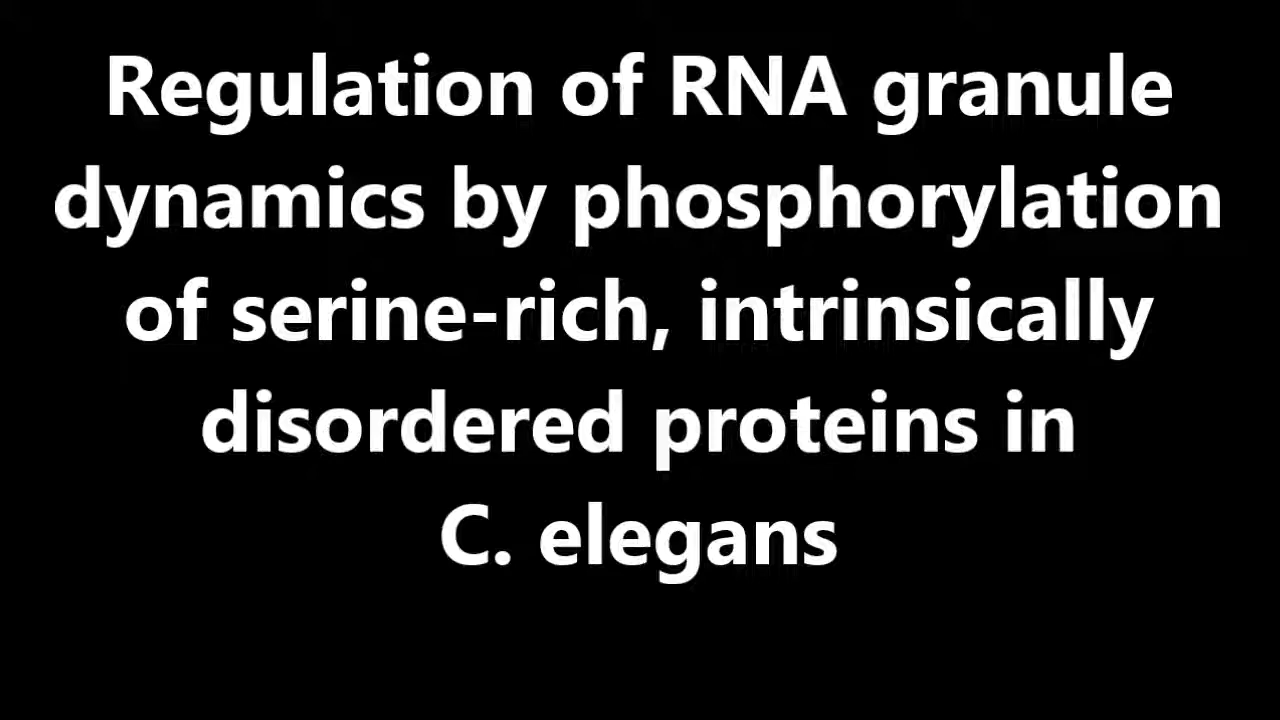 Regulation of RNA granule
dynamics by phosphorylation
of serine-rich, intrinsically
disordered proteins in
C. elegans